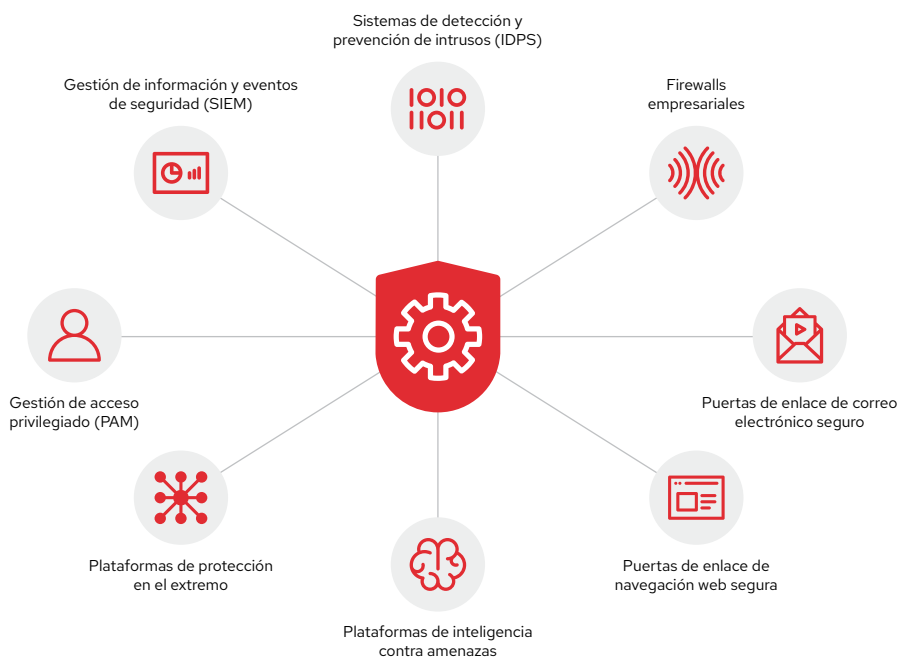 Sistemas de detección y
prevención de intrusos (IDPS)
Gestión de información y eventos
de seguridad (SIEM)
Firewalls
empresariales
1010
11011
Gestión de acceso
privilegiado (PAM)
Puertas de enlace de correo
electrónico seguro
Plataformas de protección
en el extremo
Puertas de enlace de
navegación web segura
Plataformas de inteligencia
contra amenazas